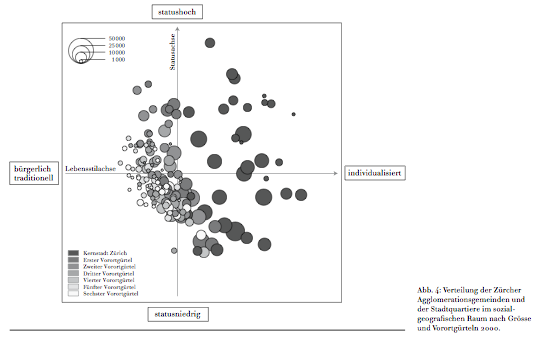 statushoch
50000
25000
10000
1000
Statusachse
bürgerlich
traditionell
Lebensstilachse
individualisiert
Kernstadt Zürich
Erster Vorortgürtel
Zweiter Vorortgürtel
Dritter Vorortgürtel
Vierter Vorortgürtel
Fünfter Vorortgürtel
Sechster Vorortgürtel
statusniedrig
Abb. 4: Verteilung der Zürcher
Agglomerationsgemeinden und
der Stadtquartiere im sozial-
geografischen Raum nach Grösse
und Vorortgürteln 2000.